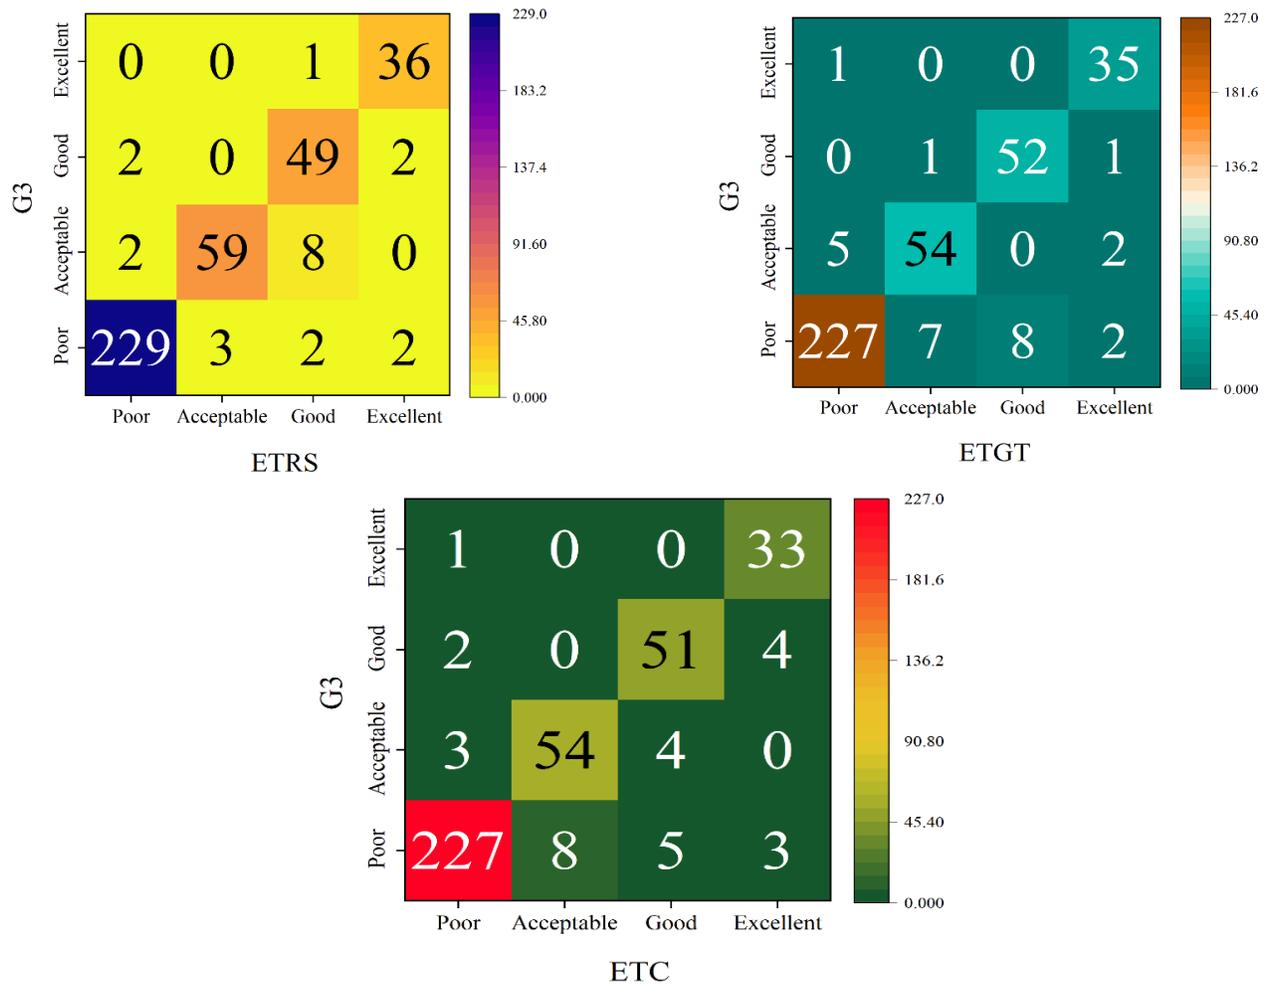 229.0
183.2
137.4
91.60
45.80
0.000
G3
Excellent 0 0 1 36
Good 2 0 49 2
Acceptable 2 59 8 0
Poor 229 3 2 2
Poor Acceptable Good Excellent
ETRS
227.0
181.6
136.2
90.80
45.40
0.000
G3
Excellent 1 0 0 35
Good 0 1 52 1
Acceptable 5 54 0 2
Poor 227 7 8 2
Poor Acceptable Good Excellent
ETGT
227.0
181.6
136.2
90.80
45.40
0.000
G3
Excellent 1 0 0 33
Good 2 0 51 4
Acceptable 3 54 4 0
Poor 227 8 5 3
Poor Acceptable Good Excellent
ETC